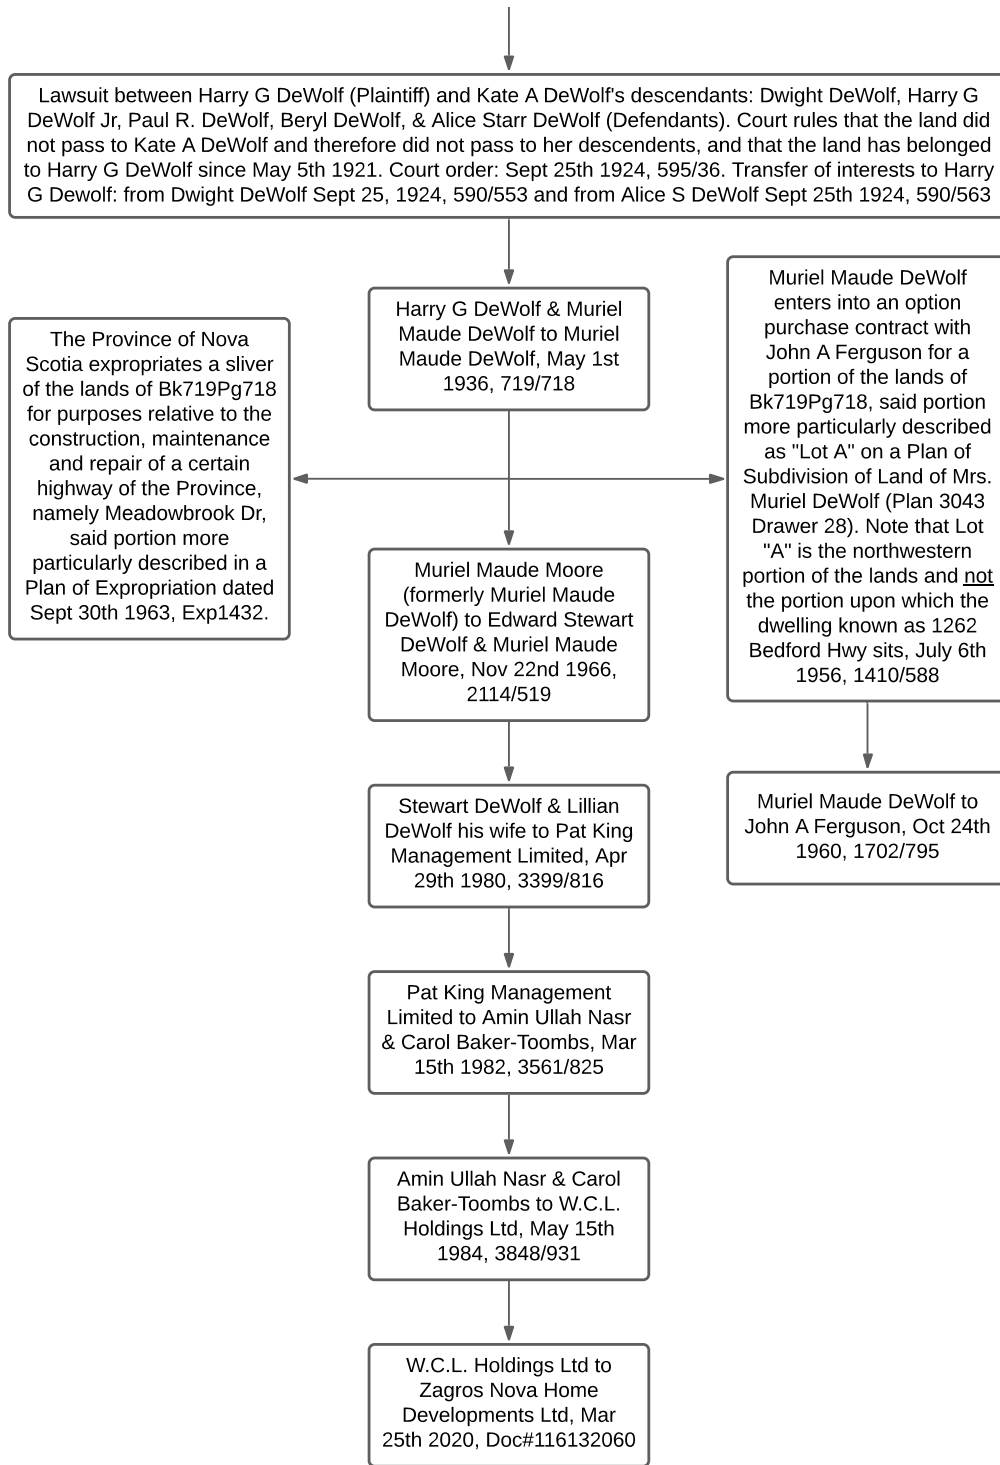 Lawsuit between Harry G DeWolf (Plaintiff) and Kate A DeWolf's descendants: Dwight DeWolf, Harry G
DeWolf Jr, Paul R. DeWolf, Beryl DeWolf, & Alice Starr DeWolf (Defendants). Court rules that the land did
not pass to Kate A DeWolf and therefore did not pass to her descendents, and that the land has belonged
to Harry G DeWolf since May 5th 1921. Court order: Sept 25th 1924, 595/36. Transfer of interests to Harry
G Dewolf: from Dwight DeWolf Sept 25, 1924, 590/553 and from Alice S DeWolf Sept 25th 1924, 590/563
Harry G DeWolf & Muriel
Maude DeWolf to Muriel
Maude DeWolf, May 1st
1936, 719/718
The Province of Nova
Scotia expropriates a sliver
of the lands of Bk719Pg718
for purposes relative to the
construction, maintenance
and repair of a certain
highway of the Province,
namely Meadowbrook Dr,
said portion more
particularly described in a
Plan of Expropriation dated
Sept 30th 1963, Exp1432.
Muriel Maude DeWolf
enters into an option
purchase contract with
John A Ferguson for a
portion of the lands of
Bk719Pg718, said portion
more particularly described
as "Lot A" on a Plan of
Subdivision of Land of Mrs.
Muriel DeWolf (Plan 3043
Drawer 28). Note that Lot
"A" is the northwestern
portion of the lands and not
the portion upon which the
dwelling known as 1262
Bedford Hwy sits, July 6th
1956, 1410/588
Muriel Maude Moore
(formerly Muriel Maude
DeWolf) to Edward Stewart
DeWolf & Muriel Maude
Moore, Nov 22nd 1966,
2114/519
Muriel Maude DeWolf to
John A Ferguson, Oct 24th
1960, 1702/795
Stewart DeWolf & Lillian
DeWolf his wife to Pat King
Management Limited, Apr
29th 1980, 3399/816
Pat King Management
Limited to Amin Ullah Nasr
& Carol Baker-Toombs, Mar
15th 1982, 3561/825
Amin Ullah Nasr & Carol
Baker-Toombs to W.C.L.
Holdings Ltd, May 15th
1984, 3848/931
W.C.L. Holdings Ltd to
Zagros Nova Home
Developments Ltd, Mar
25th 2020, Doc#116132060